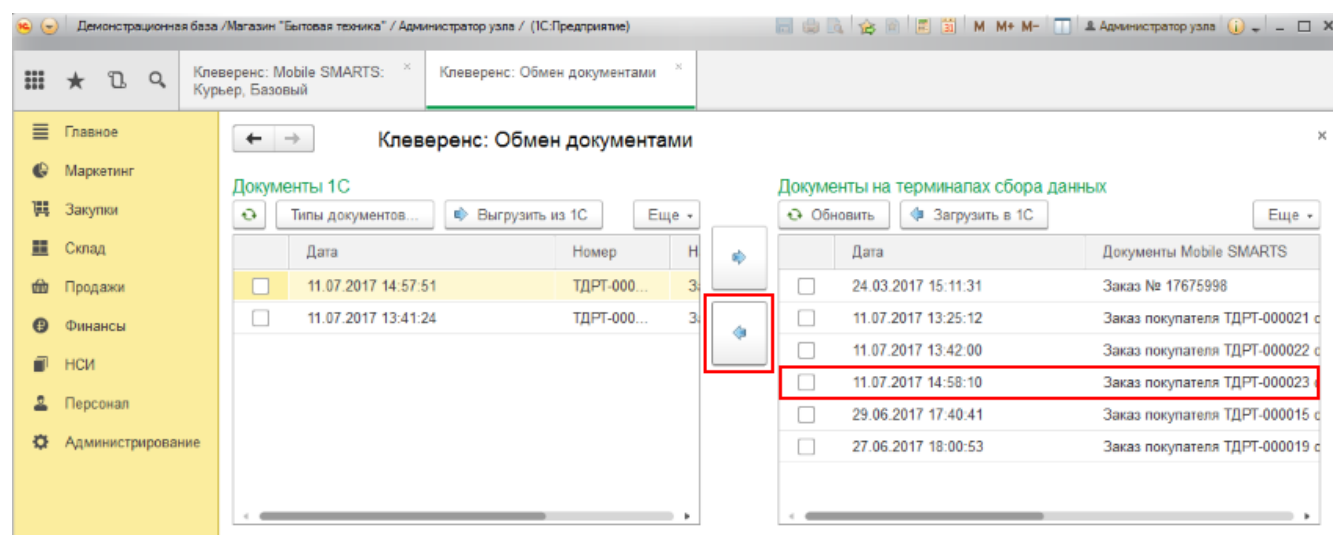 Демонстрационная база /Магазин "Бытовая техника" / Администратор узла / (1С:Предприятие)
M M+ M- Администратор узла
Клеверенс: Mobile SMARTS:
Курьер, Базовый
Клеверенс: Обмен документами
Главное
Маркетинг
Закупки
Склад
Продажи
Финансы
НСИ
Персонал
Администрирование
Клеверенс: Обмен документами
Документы 1С
Типы документов... Выгрузить из 1С Еще
Дата Номер Н
11.07.2017 14:57:51 ТДРТ-000...
11.07.2017 13:41:24 ТДРТ-000...
Документы на терминалах сбора данных
Обновить Загрузить в 1С Еще
Дата Документы Mobile SMARTS
24.03.2017 15:11:31 Заказ № 17675998
11.07.2017 13:25:12 Заказ покупателя ТДРТ-000021 о
11.07.2017 13:42:00 Заказ покупателя ТДРТ-000022 о
11.07.2017 14:58:10 Заказ покупателя ТДРТ-000023
29.06.2017 17:40:41 Заказ покупателя ТДРТ-000015 о
27.06.2017 18:00:53 Заказ покупателя ТДРТ-000019 о